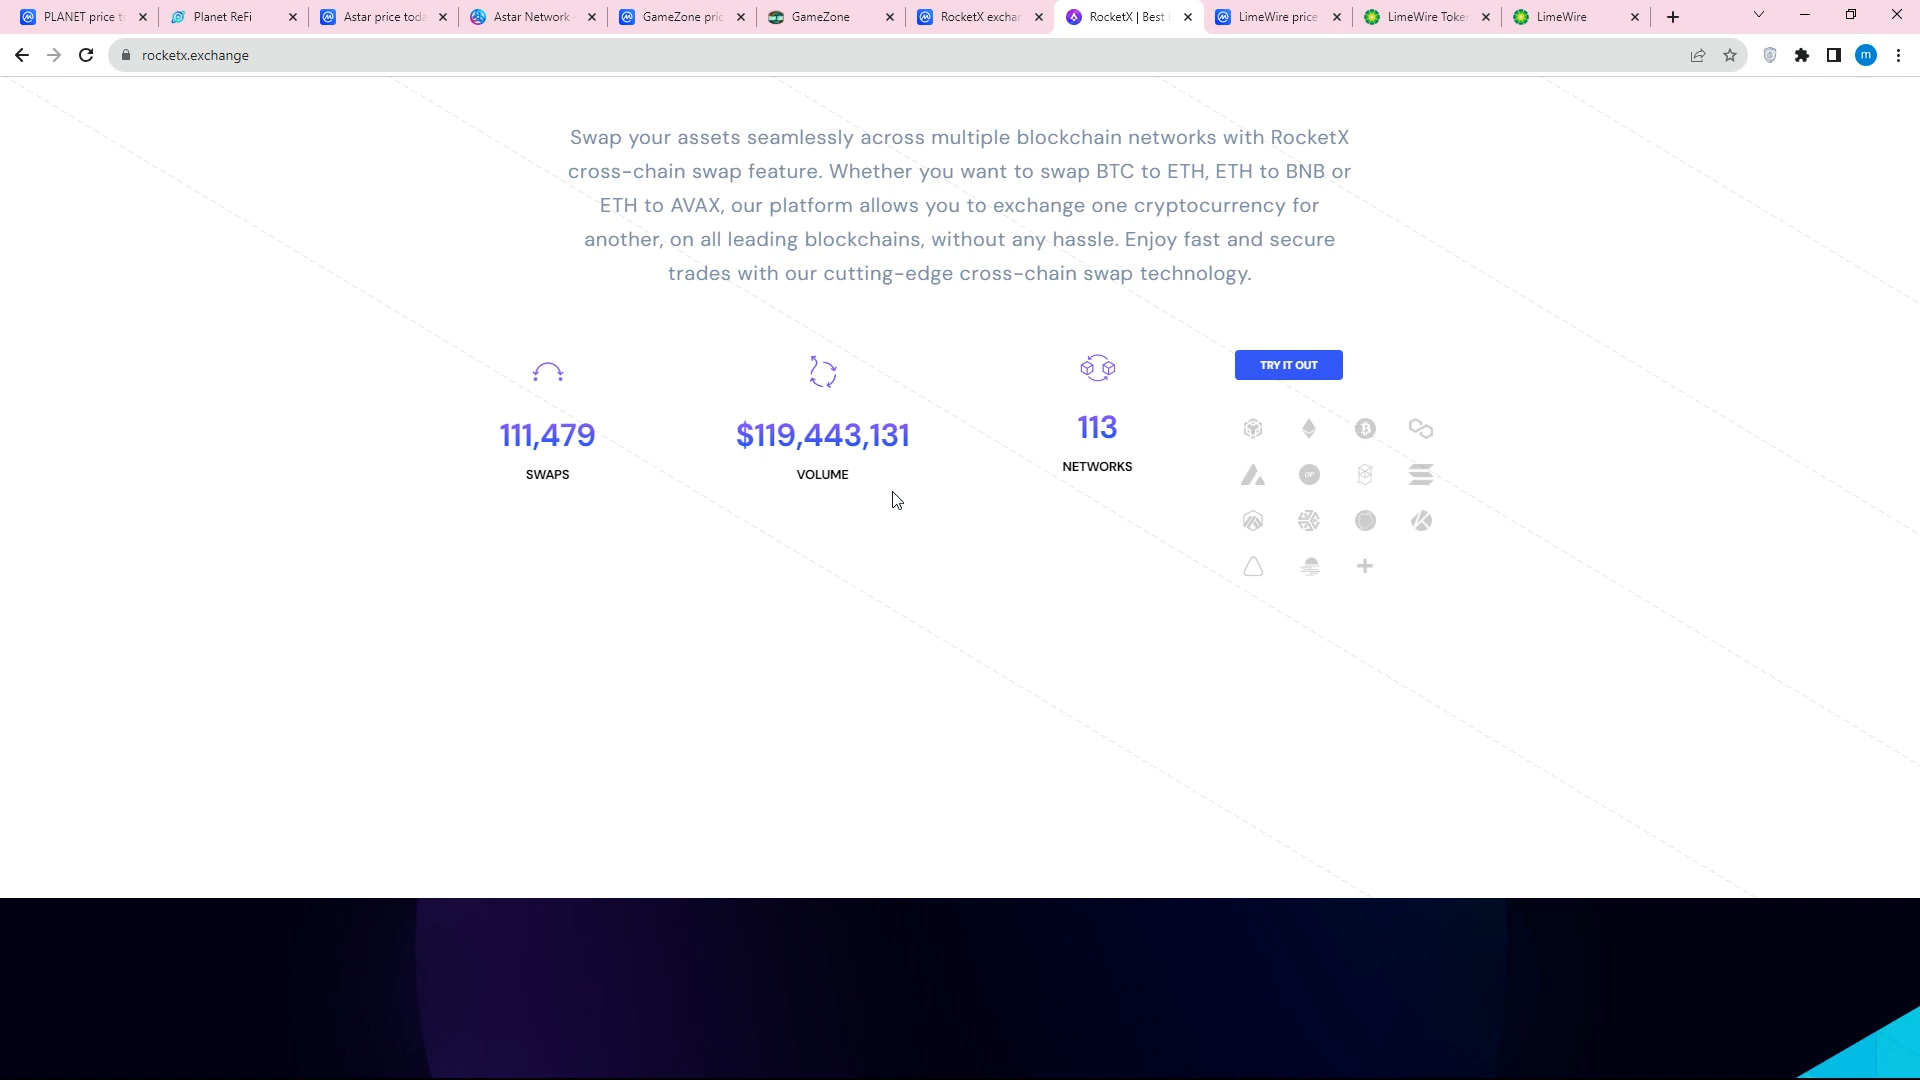 PLANET price to
Planet ReFi
Astar price toda
Astar Network
GameZone pric
GameZone
RocketX exchan
RocketX | Best
LimeWire price
LimeWire Toke
LimeWire
rocketx.exchange
m
Swap your assets seamlessly across multiple blockchain networks with RocketX
cross-chain swap feature. Whether you want to swap BTC to ETH, ETH to BNB or
ETH to AVAX, our platform allows you to exchange one cryptocurrency for
another, on all leading blockchains, without any hassle. Enjoy fast and secure
trades with our cutting-edge cross-chain swap technology.
111,479
SWAPS
$119,443,131
VOLUME
113
NETWORKS
TRY IT OUT
OP